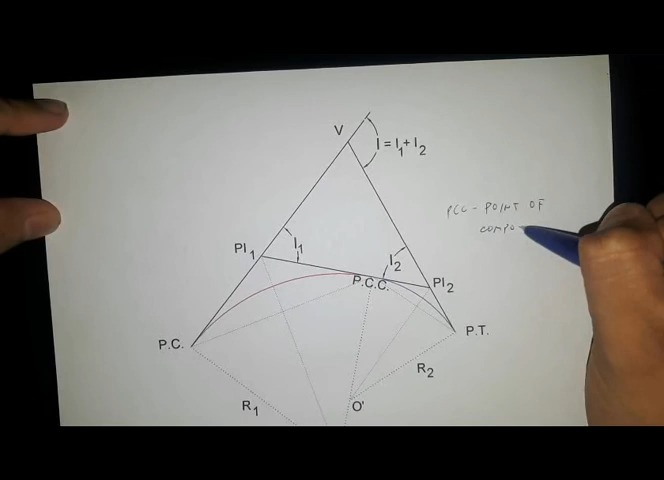 V
I = I₁ + I₂
PCC - POINT OF
COMPO
PI₁
I₁
I₂
P.C.C.
PI₂
P.C.
P.T.
R₂
R₁
O'